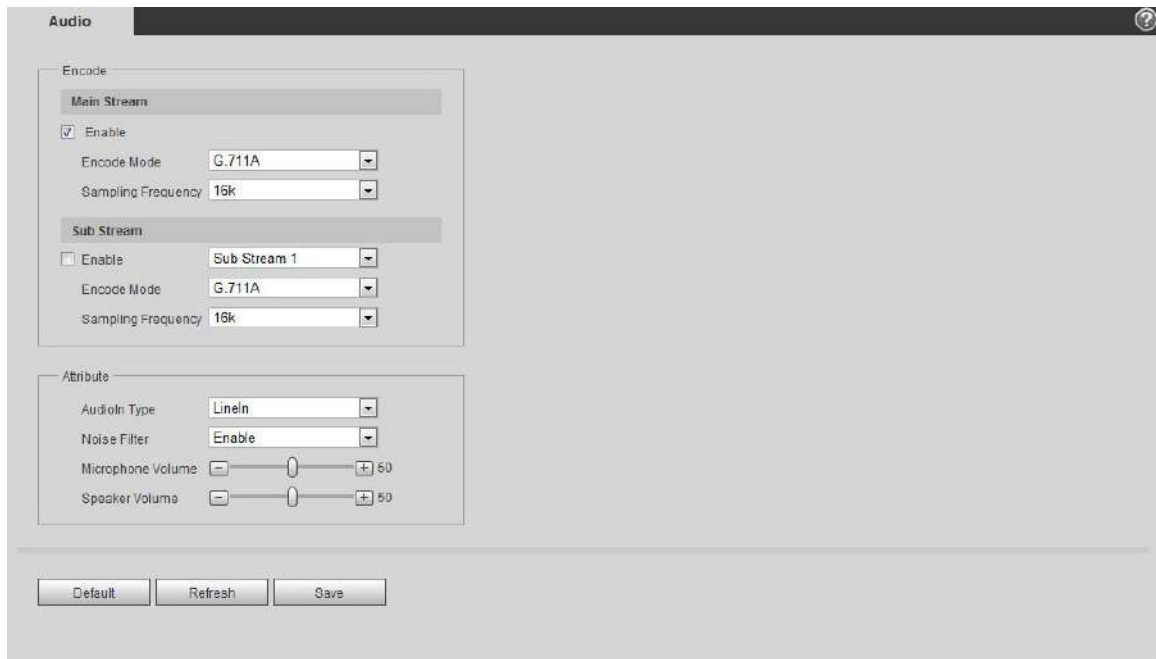 Audio
?
Encode
Main Stream
Enable
Encode Mode G.711A
Sampling Frequency 16k
Sub Stream
Enable Sub Stream 1
Encode Mode G.711A
Sampling Frequency 16k
Attribute
AudioIn Type LineIn
Noise Filter Enable
Microphone Volume - + 50
Speaker Volume - + 50
Default Refresh Save